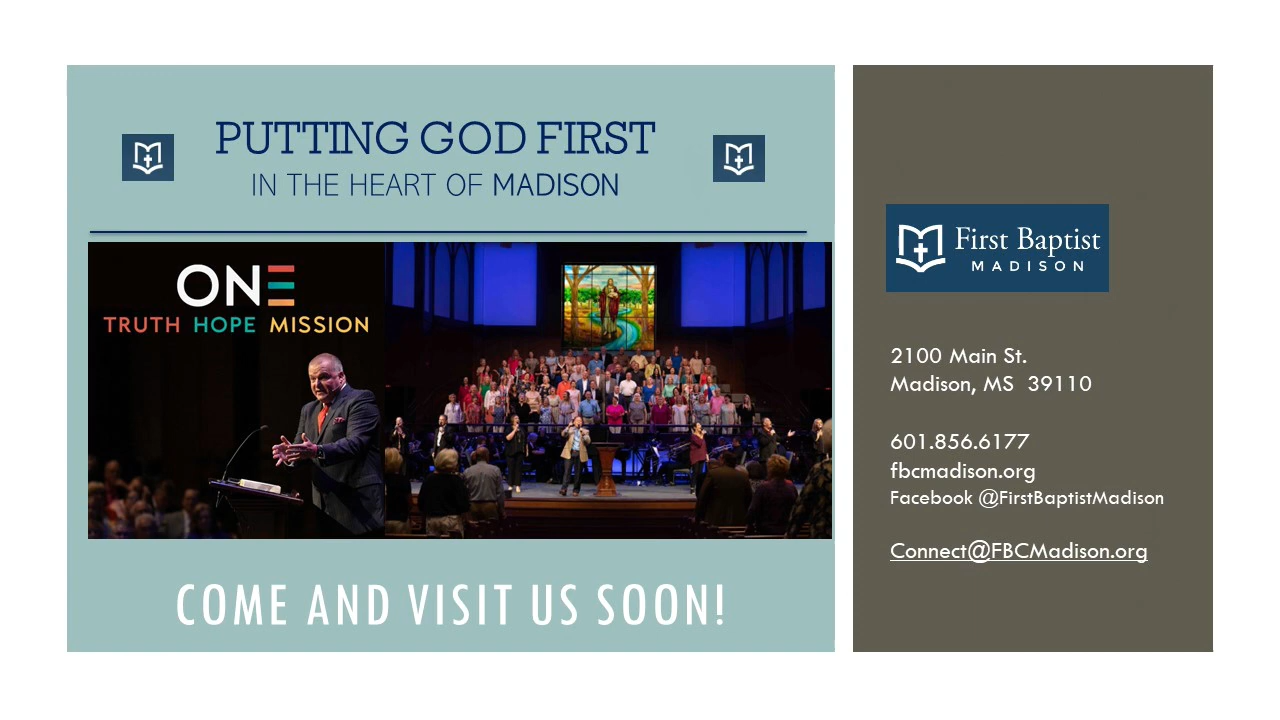 PUTTING GOD FIRST
IN THE HEART OF MADISON
ONE
TRUTH HOPE MISSION
COME AND VISIT US SOON!
First Baptist
MADISON
2100 Main St.
Madison, MS 39110
601.856.6177
fbcmadison.org
Facebook @FirstBaptistMadison
Connect@FBCMadison.org